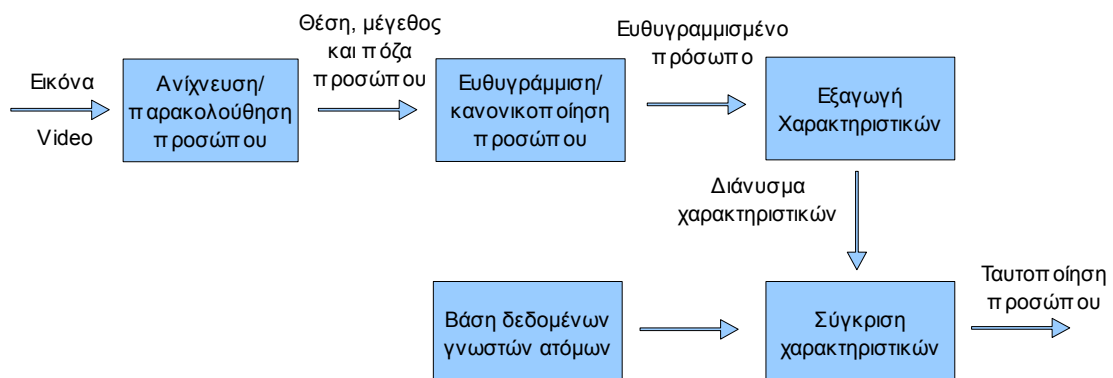 Εικόνα
Video
Ανίχνευση/
παρακολούθηση
προσώπου
Θέση, μέγεθος
και πόζα
προσώπου
Ευθυγράμμιση/
κανονικοποίηση
προσώπου
Ευθυγραμμισμένο
πρόσωπο
Εξαγωγή
Χαρακτηριστικών
Διάνυσμα
χαρακτηριστικών
Βάση δεδομένων
γνωστών ατόμων
Σύγκριση
χαρακτηριστικών
Ταυτοποίηση
προσώπου